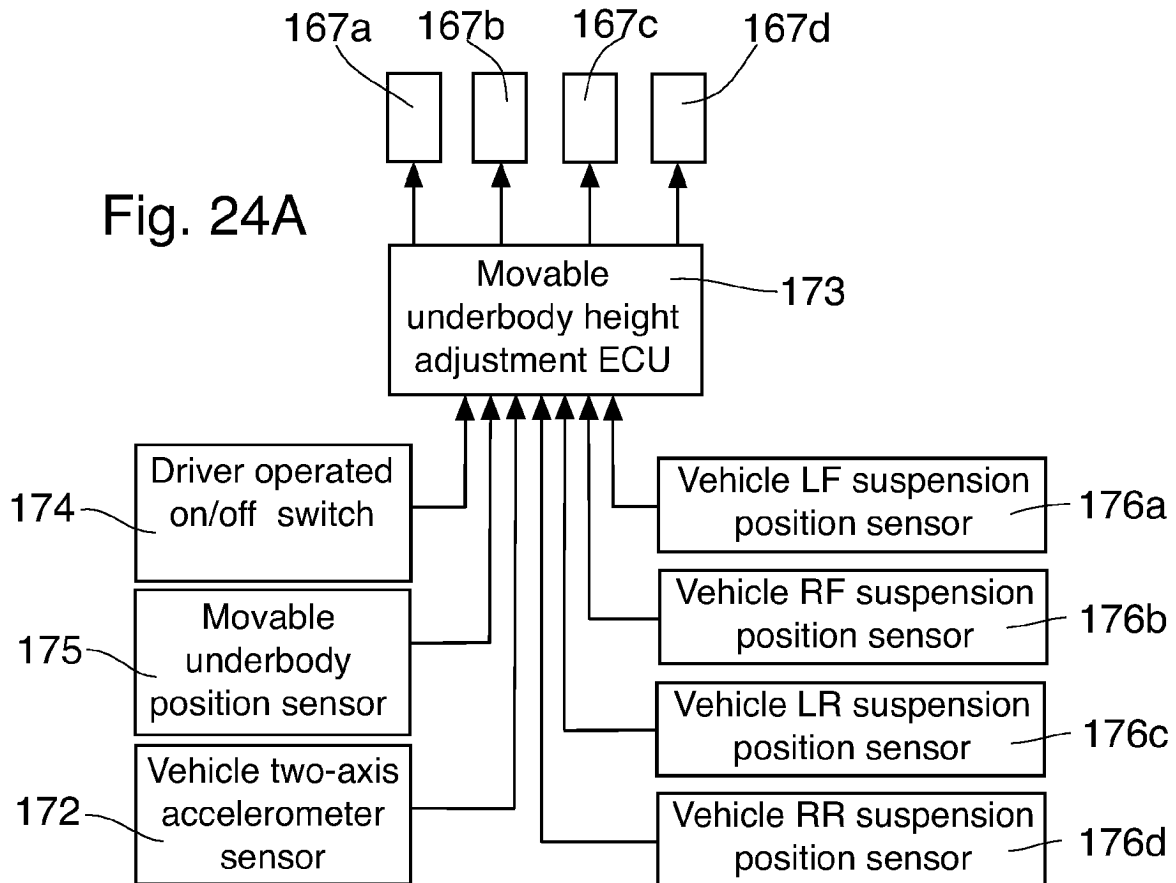 167a
167b
167c
167d
Fig. 24A
Movable
underbody height
adjustment ECU
173
Driver operated
on/off switch
174
Movable
underbody
position sensor
175
Vehicle two-axis
accelerometer
sensor
172
Vehicle LF suspension
position sensor
176a
Vehicle RF suspension
position sensor
176b
Vehicle LR suspension
position sensor
176c
Vehicle RR suspension
position sensor
176d